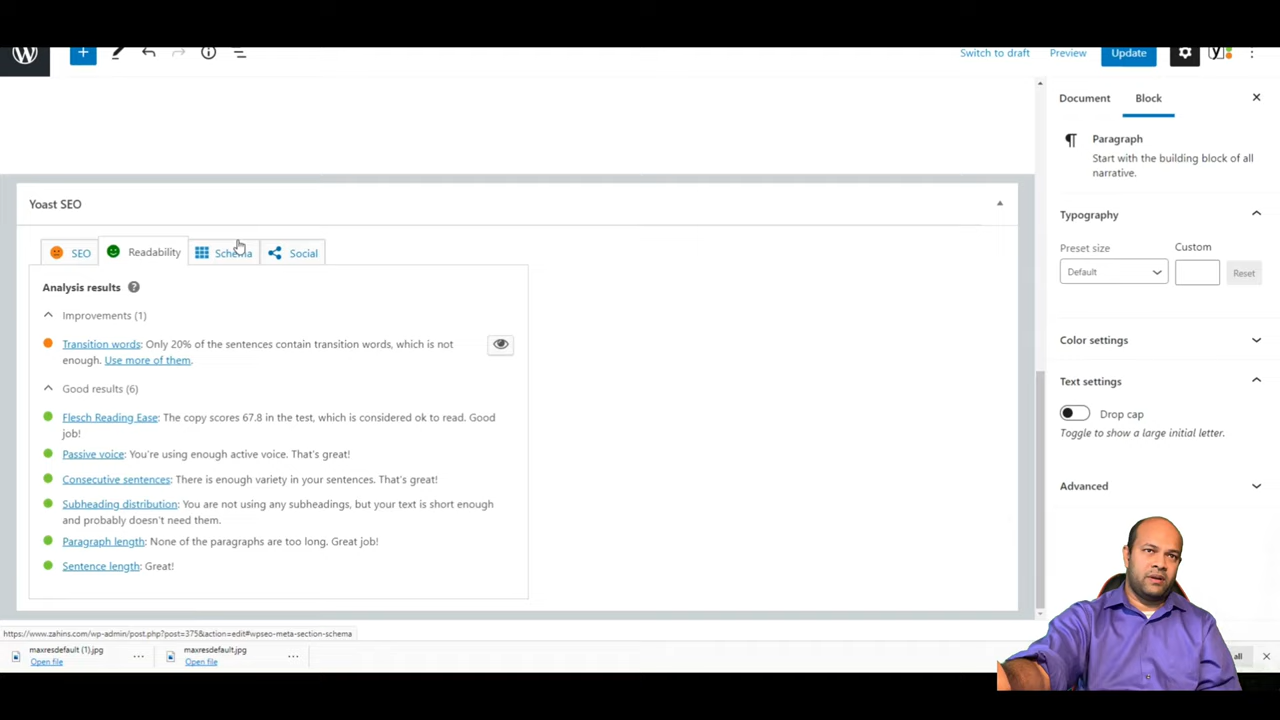 Switch to draft Preview Update
Document Block
Paragraph
Start with the building block of all
narrative.
Yoast SEO
SEO Readability Schema Social
Analysis results ?
Improvements (1)
Transition words: Only 20% of the sentences contain transition words, which is not
enough. Use more of them.
Good results (6)
Flesch Reading Ease: The copy scores 67.8 in the test, which is considered ok to read. Good
job!
Passive voice: You're using enough active voice. That's great!
Consecutive sentences: There is enough variety in your sentences. That's great!
Subheading distribution: You are not using any subheadings, but your text is short enough
and probably doesn't need them.
Paragraph length: None of the paragraphs are too long. Great job!
Sentence length: Great!
Typography
Preset size Custom
Default Reset
Color settings
Text settings
Drop cap
Toggle to show a large initial letter.
Advanced
https://www.zahins.com/wp-admin/post.php?post=375&action=edit#wpseo-meta-section-schema
maxresdefault (1).jpg maxresdefault.jpg
Open file Open file
all